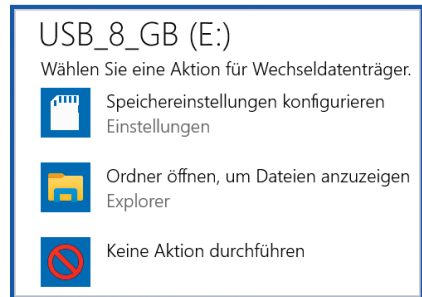 USB_8_GB (E:)
Wählen Sie eine Aktion für Wechseldatenträger.
Speichereinstellungen konfigurieren
Einstellungen
Ordner öffnen, um Dateien anzuzeigen
Explorer
Keine Aktion durchführen